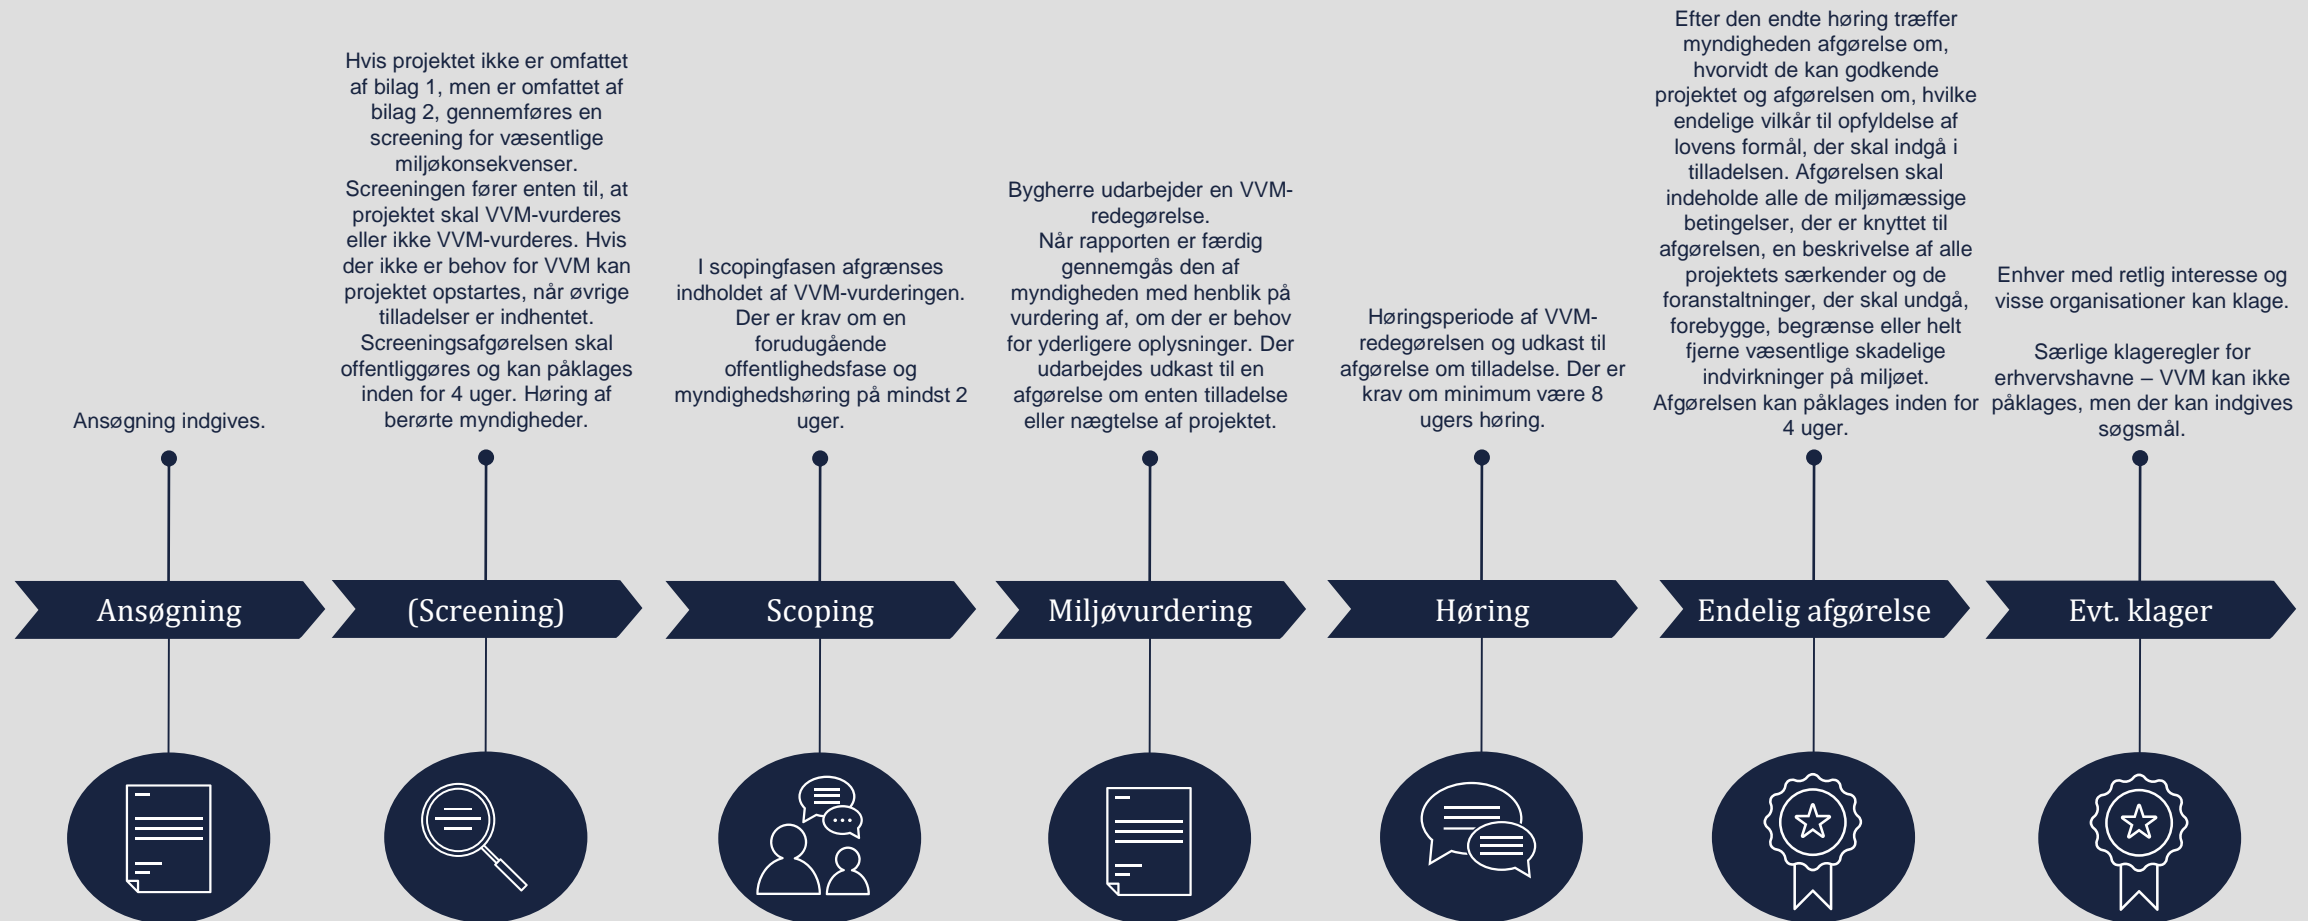 Ansøgning indgives.
Hvis projektet ikke er omfattet
af bilag 1, men er omfattet af
bilag 2, gennemføres en
screening for væsentlige
miljøkonsekvenser.
Screeningen fører enten til, at
projektet skal VVM-vurderes
eller ikke VVM-vurderes. Hvis
der ikke er behov for VVM kan
projektet opstartes, når øvrige
tilladelser er indhentet.
Screeningsafgørelsen skal
offentliggøres og kan påklages
inden for 4 uger. Høring af
berørte myndigheder.
I scopingfasen afgrænses
indholdet af VVM-vurderingen.
Der er krav om en
forudugående
offentlighedsfase og
myndighedshøring på mindst 2
uger.
Bygherre udarbejder en VVM-
redegørelse.
Når rapporten er færdig
gennemgås den af
myndigheden med henblik på
vurdering af, om der er behov
for yderligere oplysninger. Der
udarbejdes udkast til en
afgørelse om enten tilladelse
eller nægtelse af projektet.
Høringsperiode af VVM-
redegørelsen og udkast til
afgørelse om tilladelse. Der er
krav om minimum være 8
ugers høring.
Efter den endte høring træffer
myndigheden afgørelse om,
hvorvidt de kan godkende
projektet og afgørelsen om, hvilke
endelige vilkår til opfyldelse af
lovens formål, der skal indgå i
tilladelsen. Afgørelsen skal
indeholde alle de miljømæssige
betingelser, der er knyttet til
afgørelsen, en beskrivelse af alle
projektets særkender og de
foranstaltninger, der skal undgå,
forebygge, begrænse eller helt
fjerne væsentlige skadelige
indvirkninger på miljøet.
Afgørelsen kan påklages inden for
4 uger.
Enhver med retlig interesse og
visse organisationer kan klage.
Særlige klageregler for
erhvervshavne – VVM kan ikke
påklages, men der kan indgives
søgsmål.
Ansøgning
(Screening)
Scoping
Miljøvurdering
Høring
Endelig afgørelse
Evt. klager